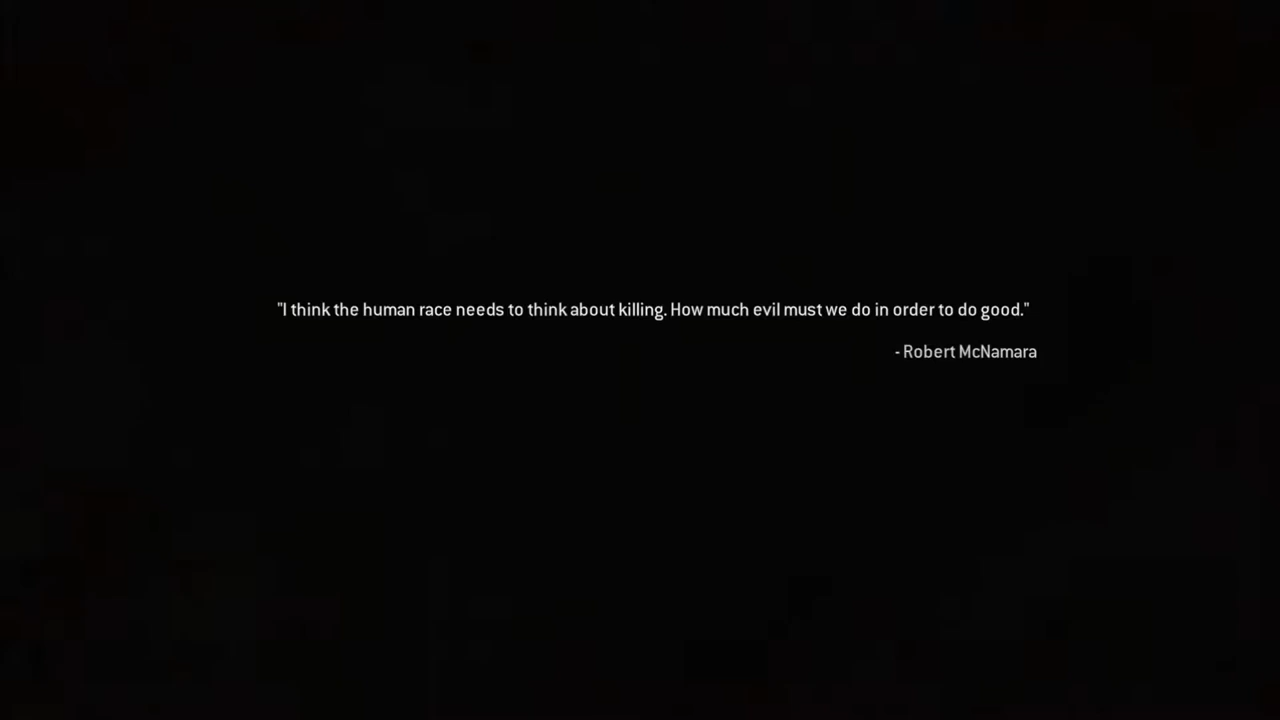 "I think the human race needs to think about killing. How much evil must we do in order to do good."
- Robert McNamara